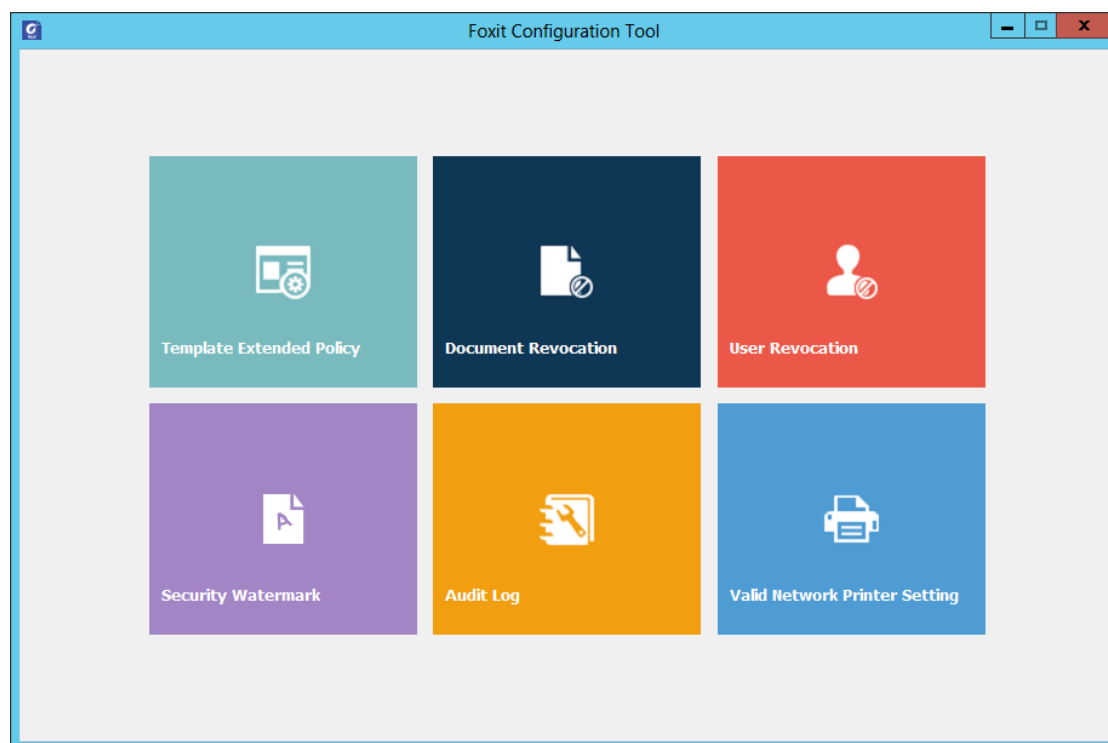 Foxit Configuration Tool
Template Extended Policy
Document Revocation
User Revocation
Security Watermark
Audit Log
Valid Network Printer Setting